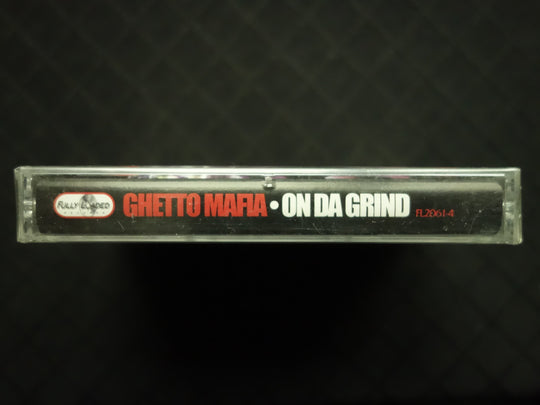 FULLY LOADED
GHETTO MAFIA • ON DA GRIND FL2061-4